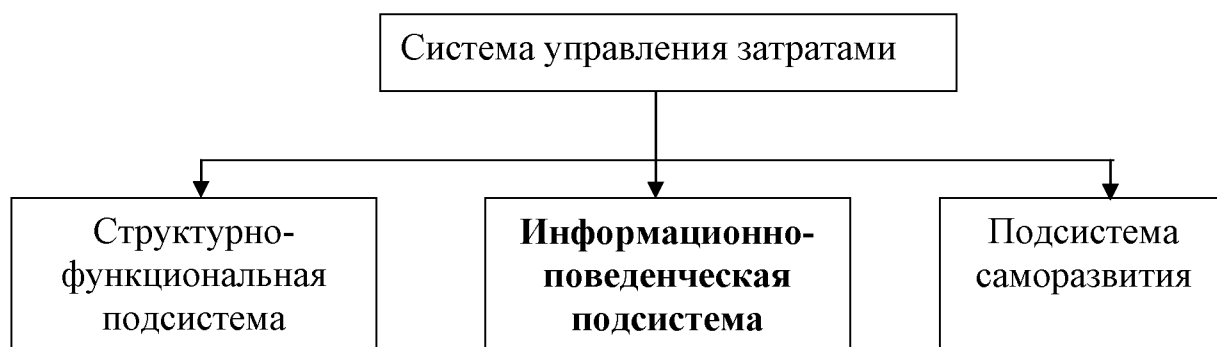 Система управления затратами
Структурно-
функциональная
подсистема
Информационно-
поведенческая
подсистема
Подсистема
саморазвития